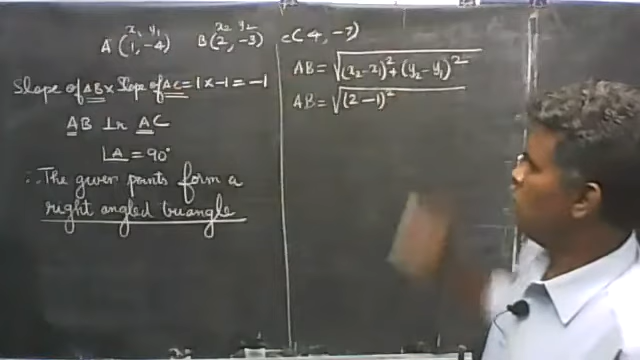 x₁ y₁ x₂ y₂
A (1, -4) B(2, -3) C(4, -7)
Slope of AB × Slope of AC = 1 × -1 = -1
AB ⊥r AC
∠A = 90°
∴ The given points form a
right angled triangle
AB = √(x₂ - x₁)² + (y₂ - y₁)²
AB = √(2 - 1)²